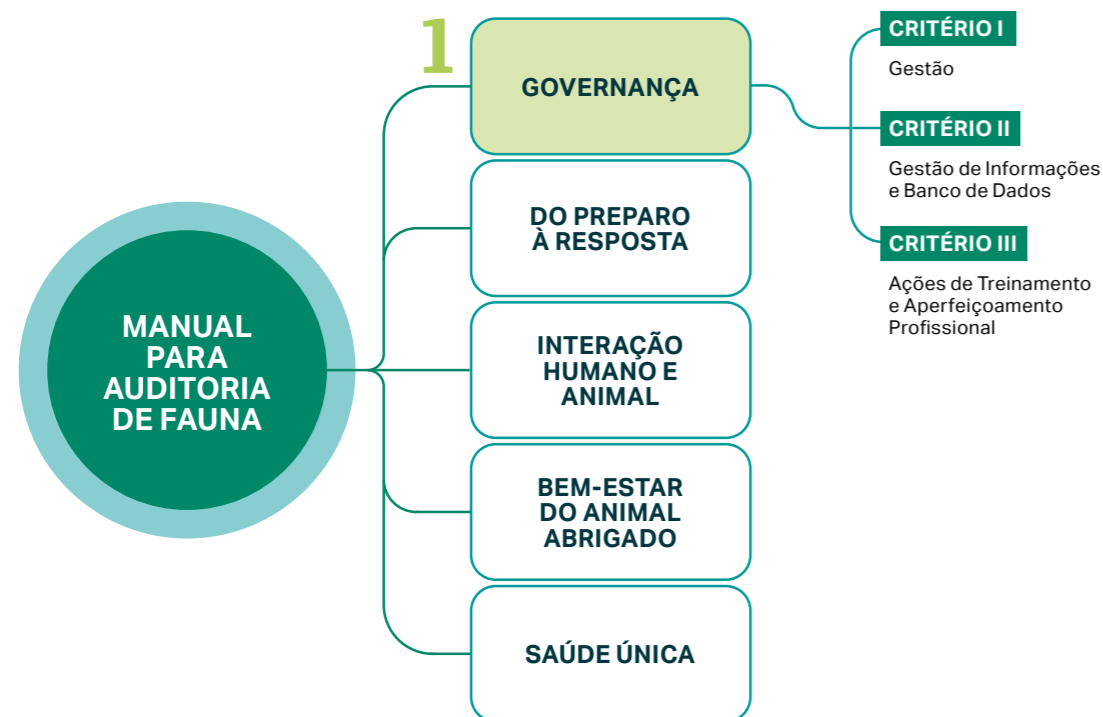 MANUAL
PARA
AUDITORIA
DE FAUNA
1
GOVERNANÇA
DO PREPARO
À RESPOSTA
INTERAÇÃO
HUMANO E
ANIMAL
BEM-ESTAR
DO ANIMAL
ABRIGADO
SAÚDE ÚNICA
CRITÉRIO I
Gestão
CRITÉRIO II
Gestão de Informações
e Banco de Dados
CRITÉRIO III
Ações de Treinamento
e Aperfeiçoamento
Profissional